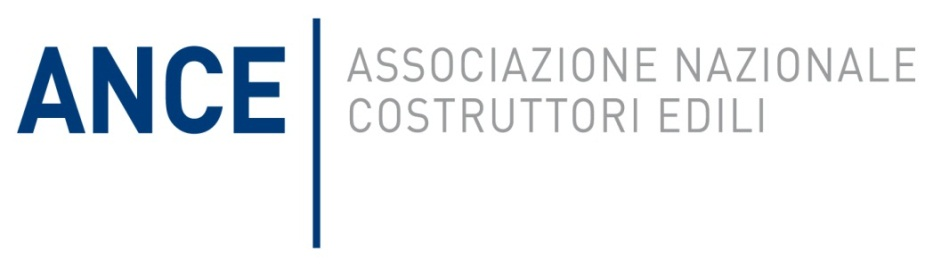 ANCE
ASSOCIAZIONE NAZIONALE
COSTRUTTORI EDILI